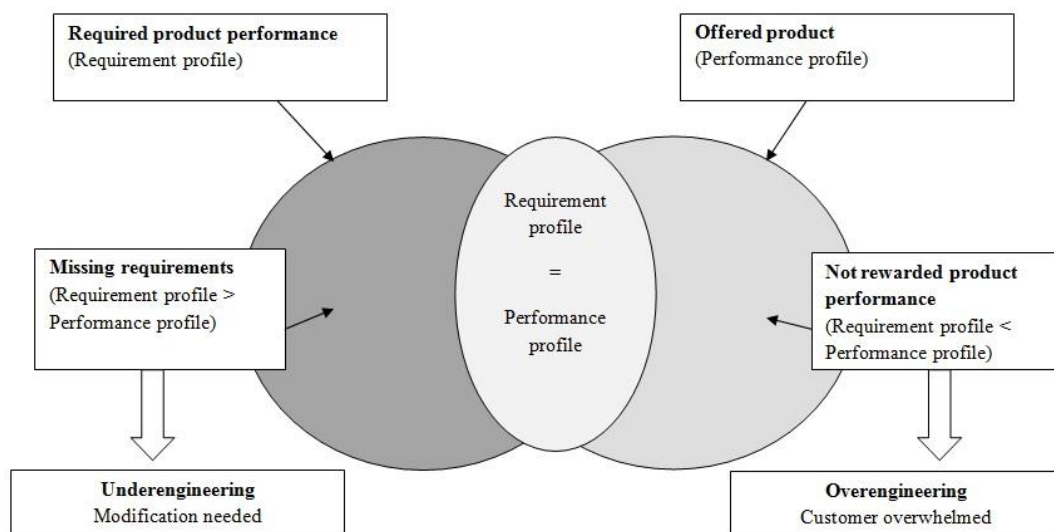 Required product performance
(Requirement profile)
Offered product
(Performance profile)
Requirement
profile
=
Performance
profile
Missing requirements
(Requirement profile >
Performance profile)
Not rewarded product
performance
(Requirement profile <
Performance profile)
Underengineering
Modification needed
Overengineering
Customer overwhelmed